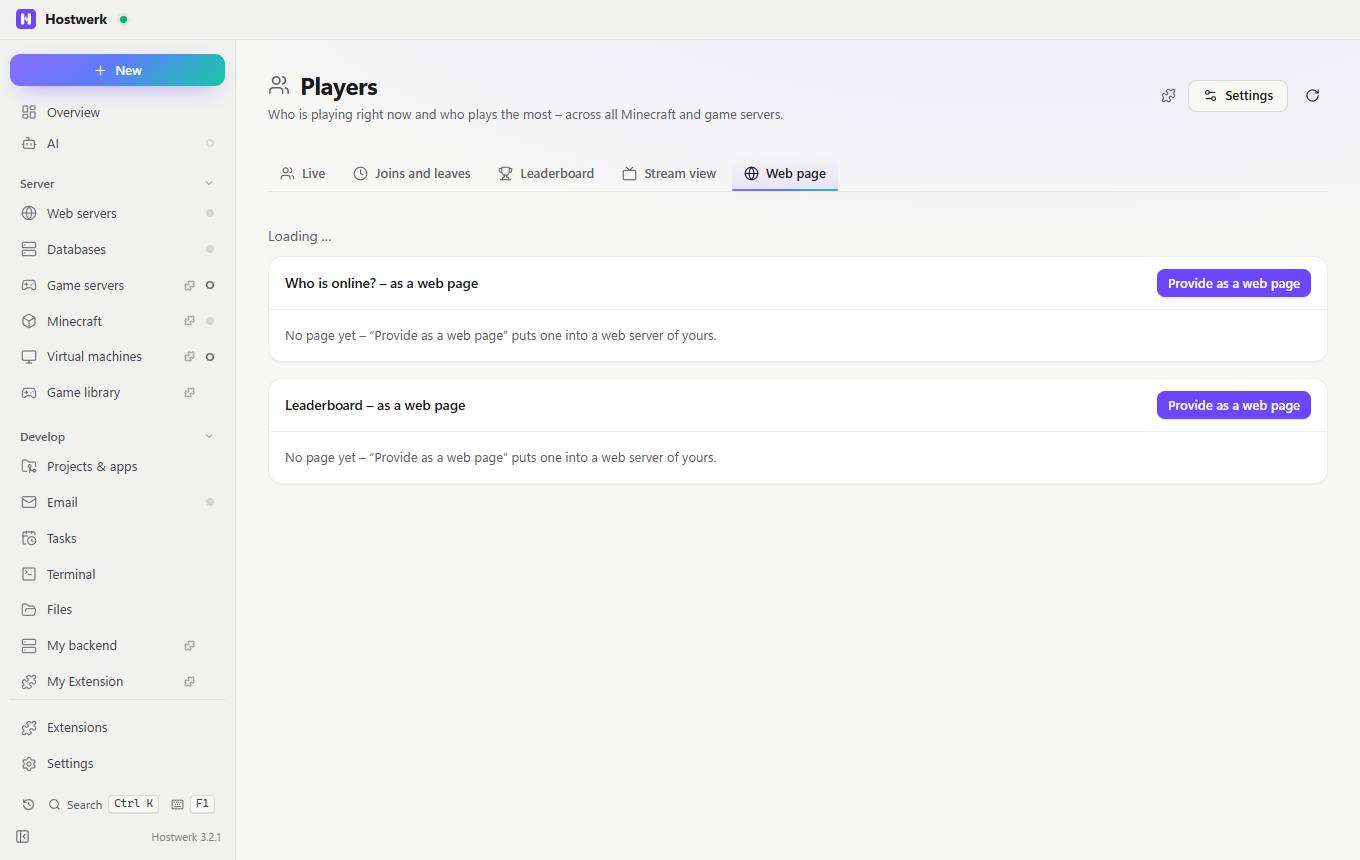 Hostwerk
New
Overview
AI
Server
Web servers
Databases
Game servers
Minecraft
Virtual machines
Game library
Develop
Projects & apps
Email
Tasks
Terminal
Files
My backend
My Extension
Extensions
Settings
Search Ctrl K F1
Hostwerk 3.2.1
Players
Who is playing right now and who plays the most – across all Minecraft and game servers.
Settings
Live Joins and leaves Leaderboard Stream view Web page
Loading ...
Who is online? – as a web page Provide as a web page
No page yet – “Provide as a web page” puts one into a web server of yours.
Leaderboard – as a web page Provide as a web page
No page yet – “Provide as a web page” puts one into a web server of yours.